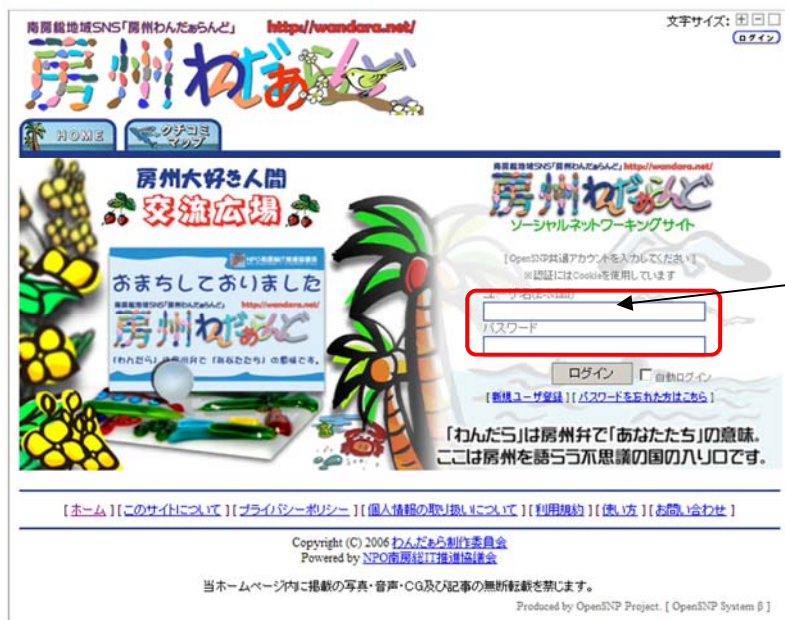 南房総地域SNS「房州わんだぁらんど」 http://wandara.net/
文字サイズ:
ログイン
房州わんだぁらんど
HOME
クチコミマップ
房州大好き人間
交流広場
NPO南房総IT推進協議会
おまちしておりました
南房総地域SNS「房州わんだぁらんど」 http://wandara.net/
房州わんだぁらんど
「わんだら」は房州弁で「あなたたち」の意味です。
南房総地域SNS「房州わんだぁらんど」 http://wandara.net/
房州わんだぁらんど
ソーシャルネットワーキングサイト
[ OpenSNP共通アカウントを入力してください ]
※認証にはCookieを使用しています
ユーザ名(E-Mail)
パスワード
ログイン 自動ログイン
[ 新規ユーザ登録 ] [ パスワードを忘れた方はこちら ]
「わんだら」は房州弁で「あなたたち」の意味。
ここは房州を語らう不思議の国の入り口です。
[ ホーム ] [ このサイトについて ] [ プライバシーポリシー ] [ 個人情報の取り扱いについて ] [ 利用規約 ] [ 使い方 ] [ お問い合わせ ]
Copyright (C) 2006 わんだぁら制作委員会
Powered by NPO南房総IT推進協議会
当ホームページ内に掲載の写真・音声・CG及び記事の無断転載を禁じます。
Produced by OpenSNP Project. [ OpenSNP System β ]